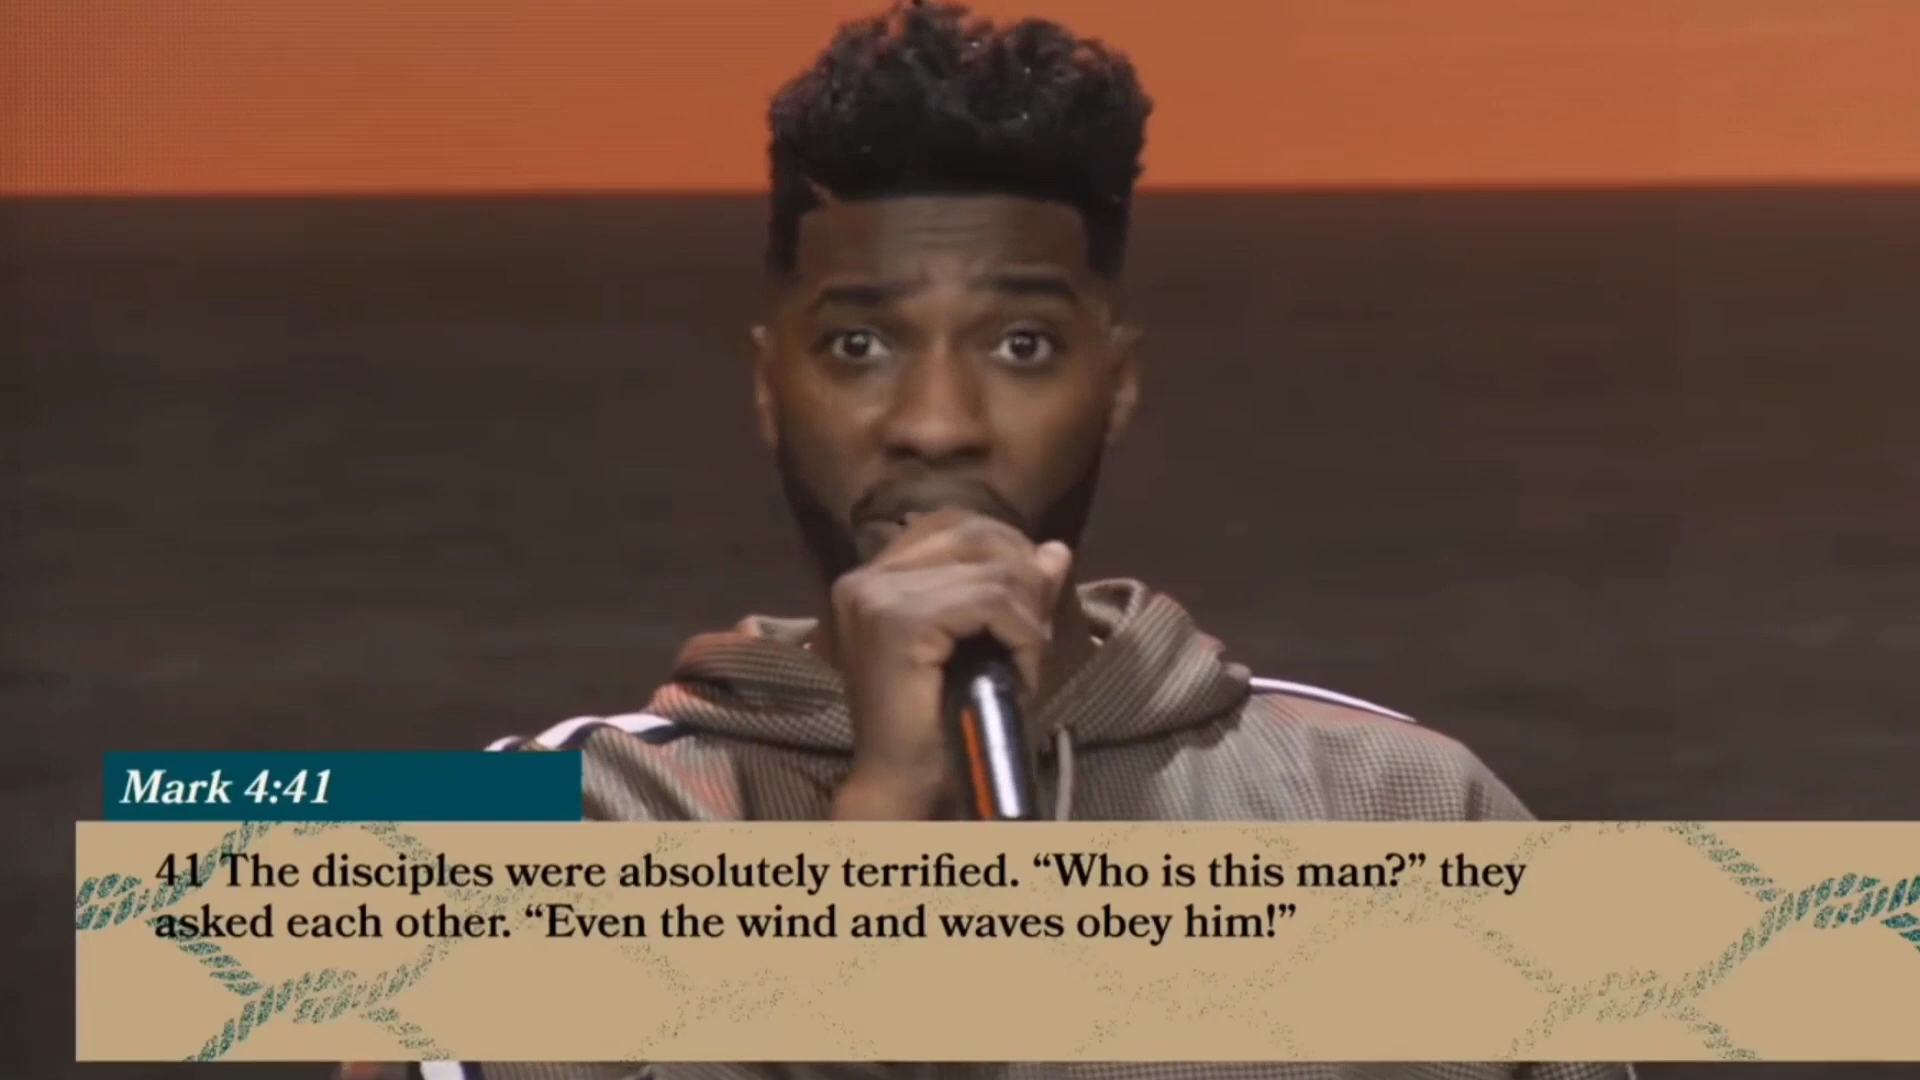 Mark 4:41
41 The disciples were absolutely terrified. “Who is this man?” they
asked each other. “Even the wind and waves obey him!”